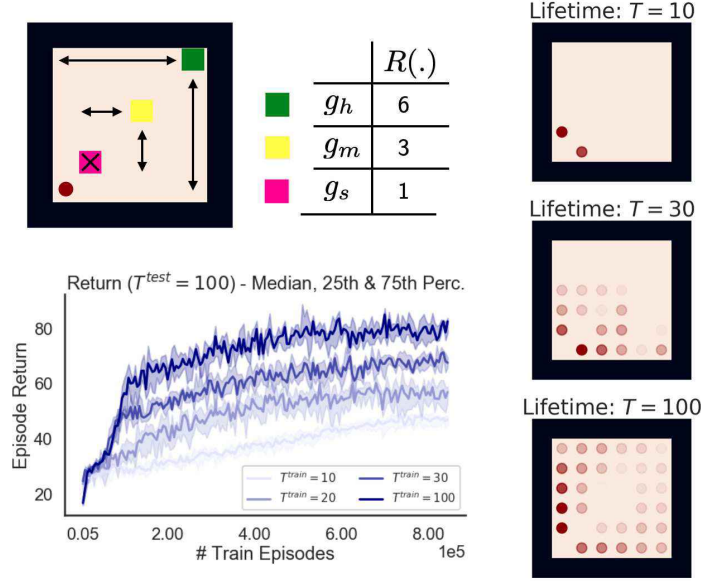 R(.)
g_h 6
g_m 3
g_s 1
Return (T^test = 100) - Median, 25th & 75th Perc.
Episode Return
80
60
40
20
T^train = 10 T^train = 30
T^train = 20 T^train = 100
0.05 2.00 4.00 6.00 8.00
1e5
# Train Episodes
Lifetime: T = 10
Lifetime: T = 30
Lifetime: T = 100